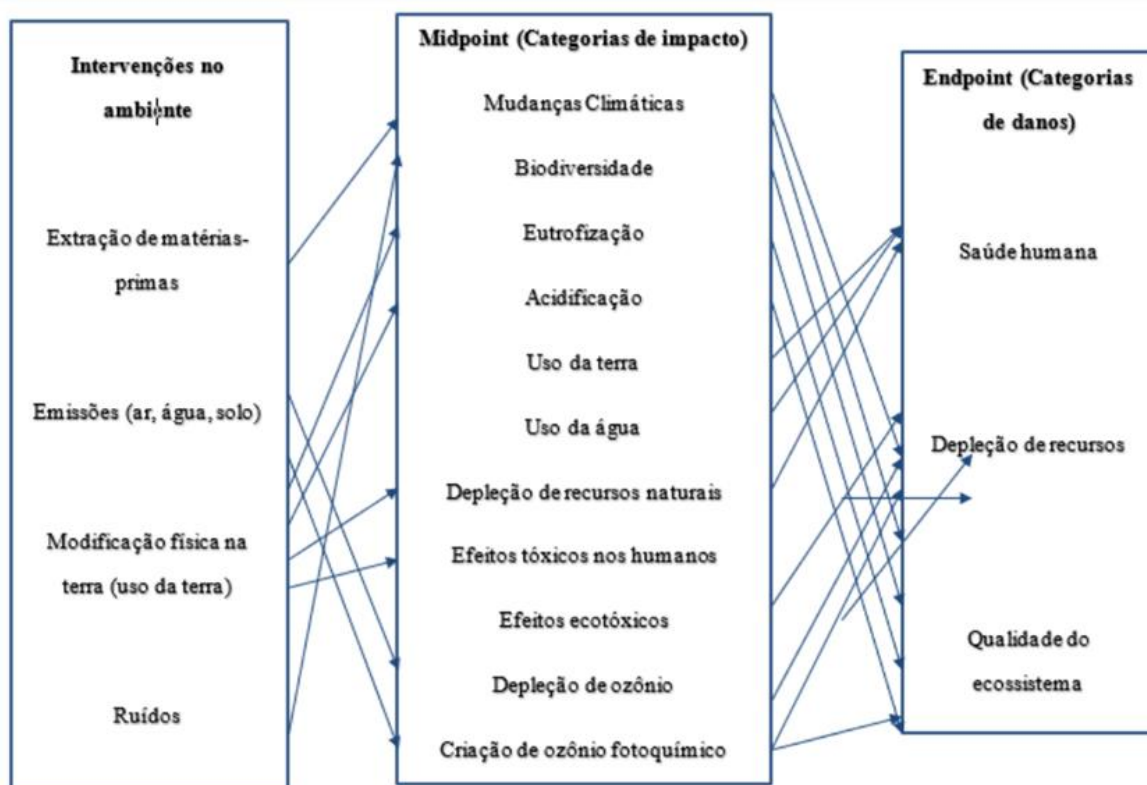 Intervenções no
ambiente
Extração de matérias-
primas
Emissões (ar, água, solo)
Modificação física na
terra (uso da terra)
Ruídos
Midpoint (Categorias de impacto)
Mudanças Climáticas
Biodiversidade
Eutrofização
Acidificação
Uso da terra
Uso da água
Depleção de recursos naturais
Efeitos tóxicos nos humanos
Efeitos ecotóxicos
Depleção de ozônio
Criação de ozônio fotoquímico
Endpoint (Categorias
de danos)
Saúde humana
Depleção de recursos
Qualidade do
ecossistema